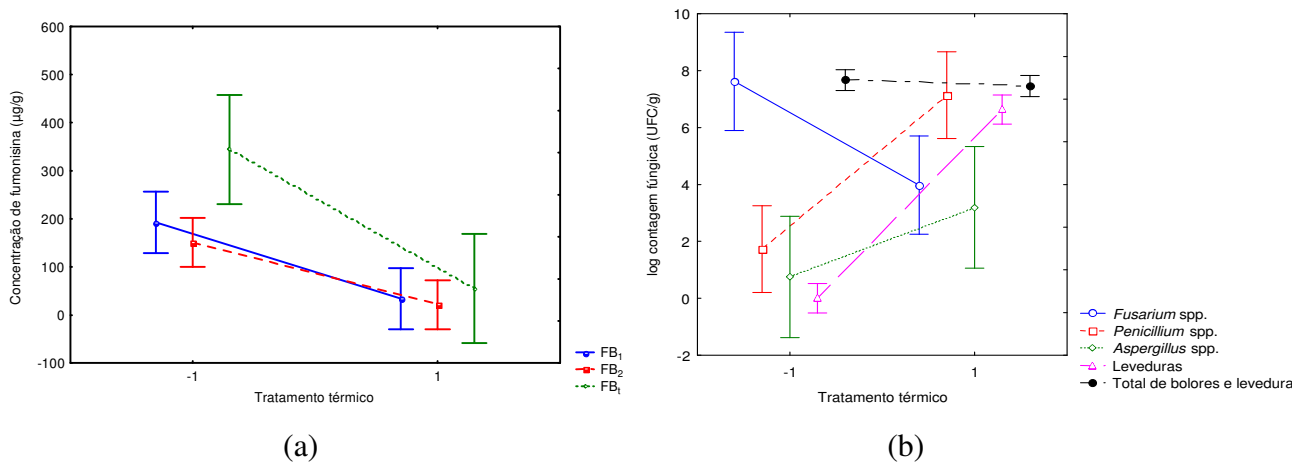 600
500
400
300
200
100
0
-100
Concentração de fumonisina (µg/g)
-1 1
Tratamento térmico
FB1
FB2
FBt
(a)
10
8
6
4
2
0
-2
log contagem fúngica (UFC/g)
-1 1
Tratamento térmico
Fusarium spp.
Penicillium spp.
Aspergillus spp.
Leveduras
Total de bolores e levedura
(b)